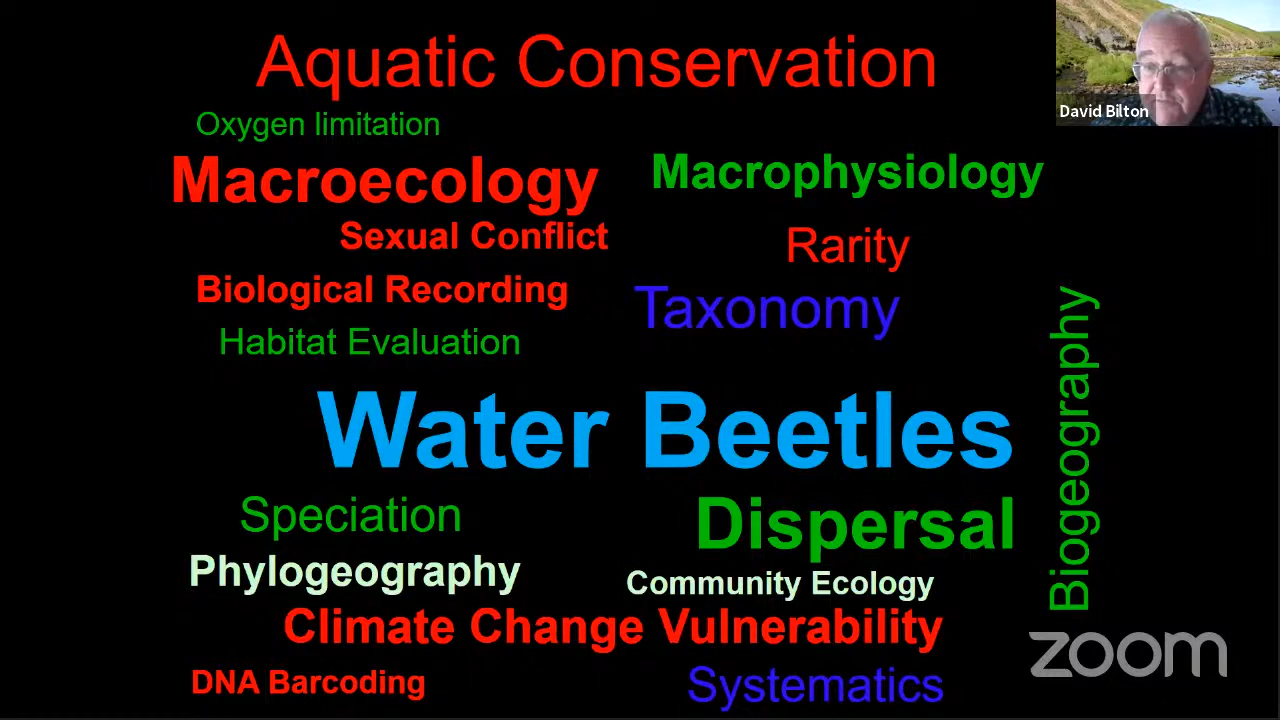 Aquatic Conservation
David Bilton
Oxygen limitation
Macroecology
Macrophysiology
Sexual Conflict
Rarity
Biological Recording
Taxonomy
Habitat Evaluation
Biogeography
Water Beetles
Speciation
Dispersal
Phylogeography
Community Ecology
Climate Change Vulnerability
zoom
DNA Barcoding
Systematics